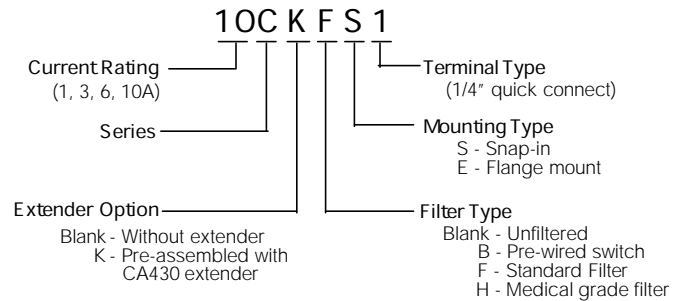 10CKFS1
Current Rating
(1, 3, 6, 10A)
Series
Extender Option
Blank - Without extender
K - Pre-assembled with
CA430 extender
Terminal Type
(1/4" quick connect)
Mounting Type
S - Snap-in
E - Flange mount
Filter Type
Blank - Unfiltered
B - Pre-wired switch
F - Standard Filter
H - Medical grade filter